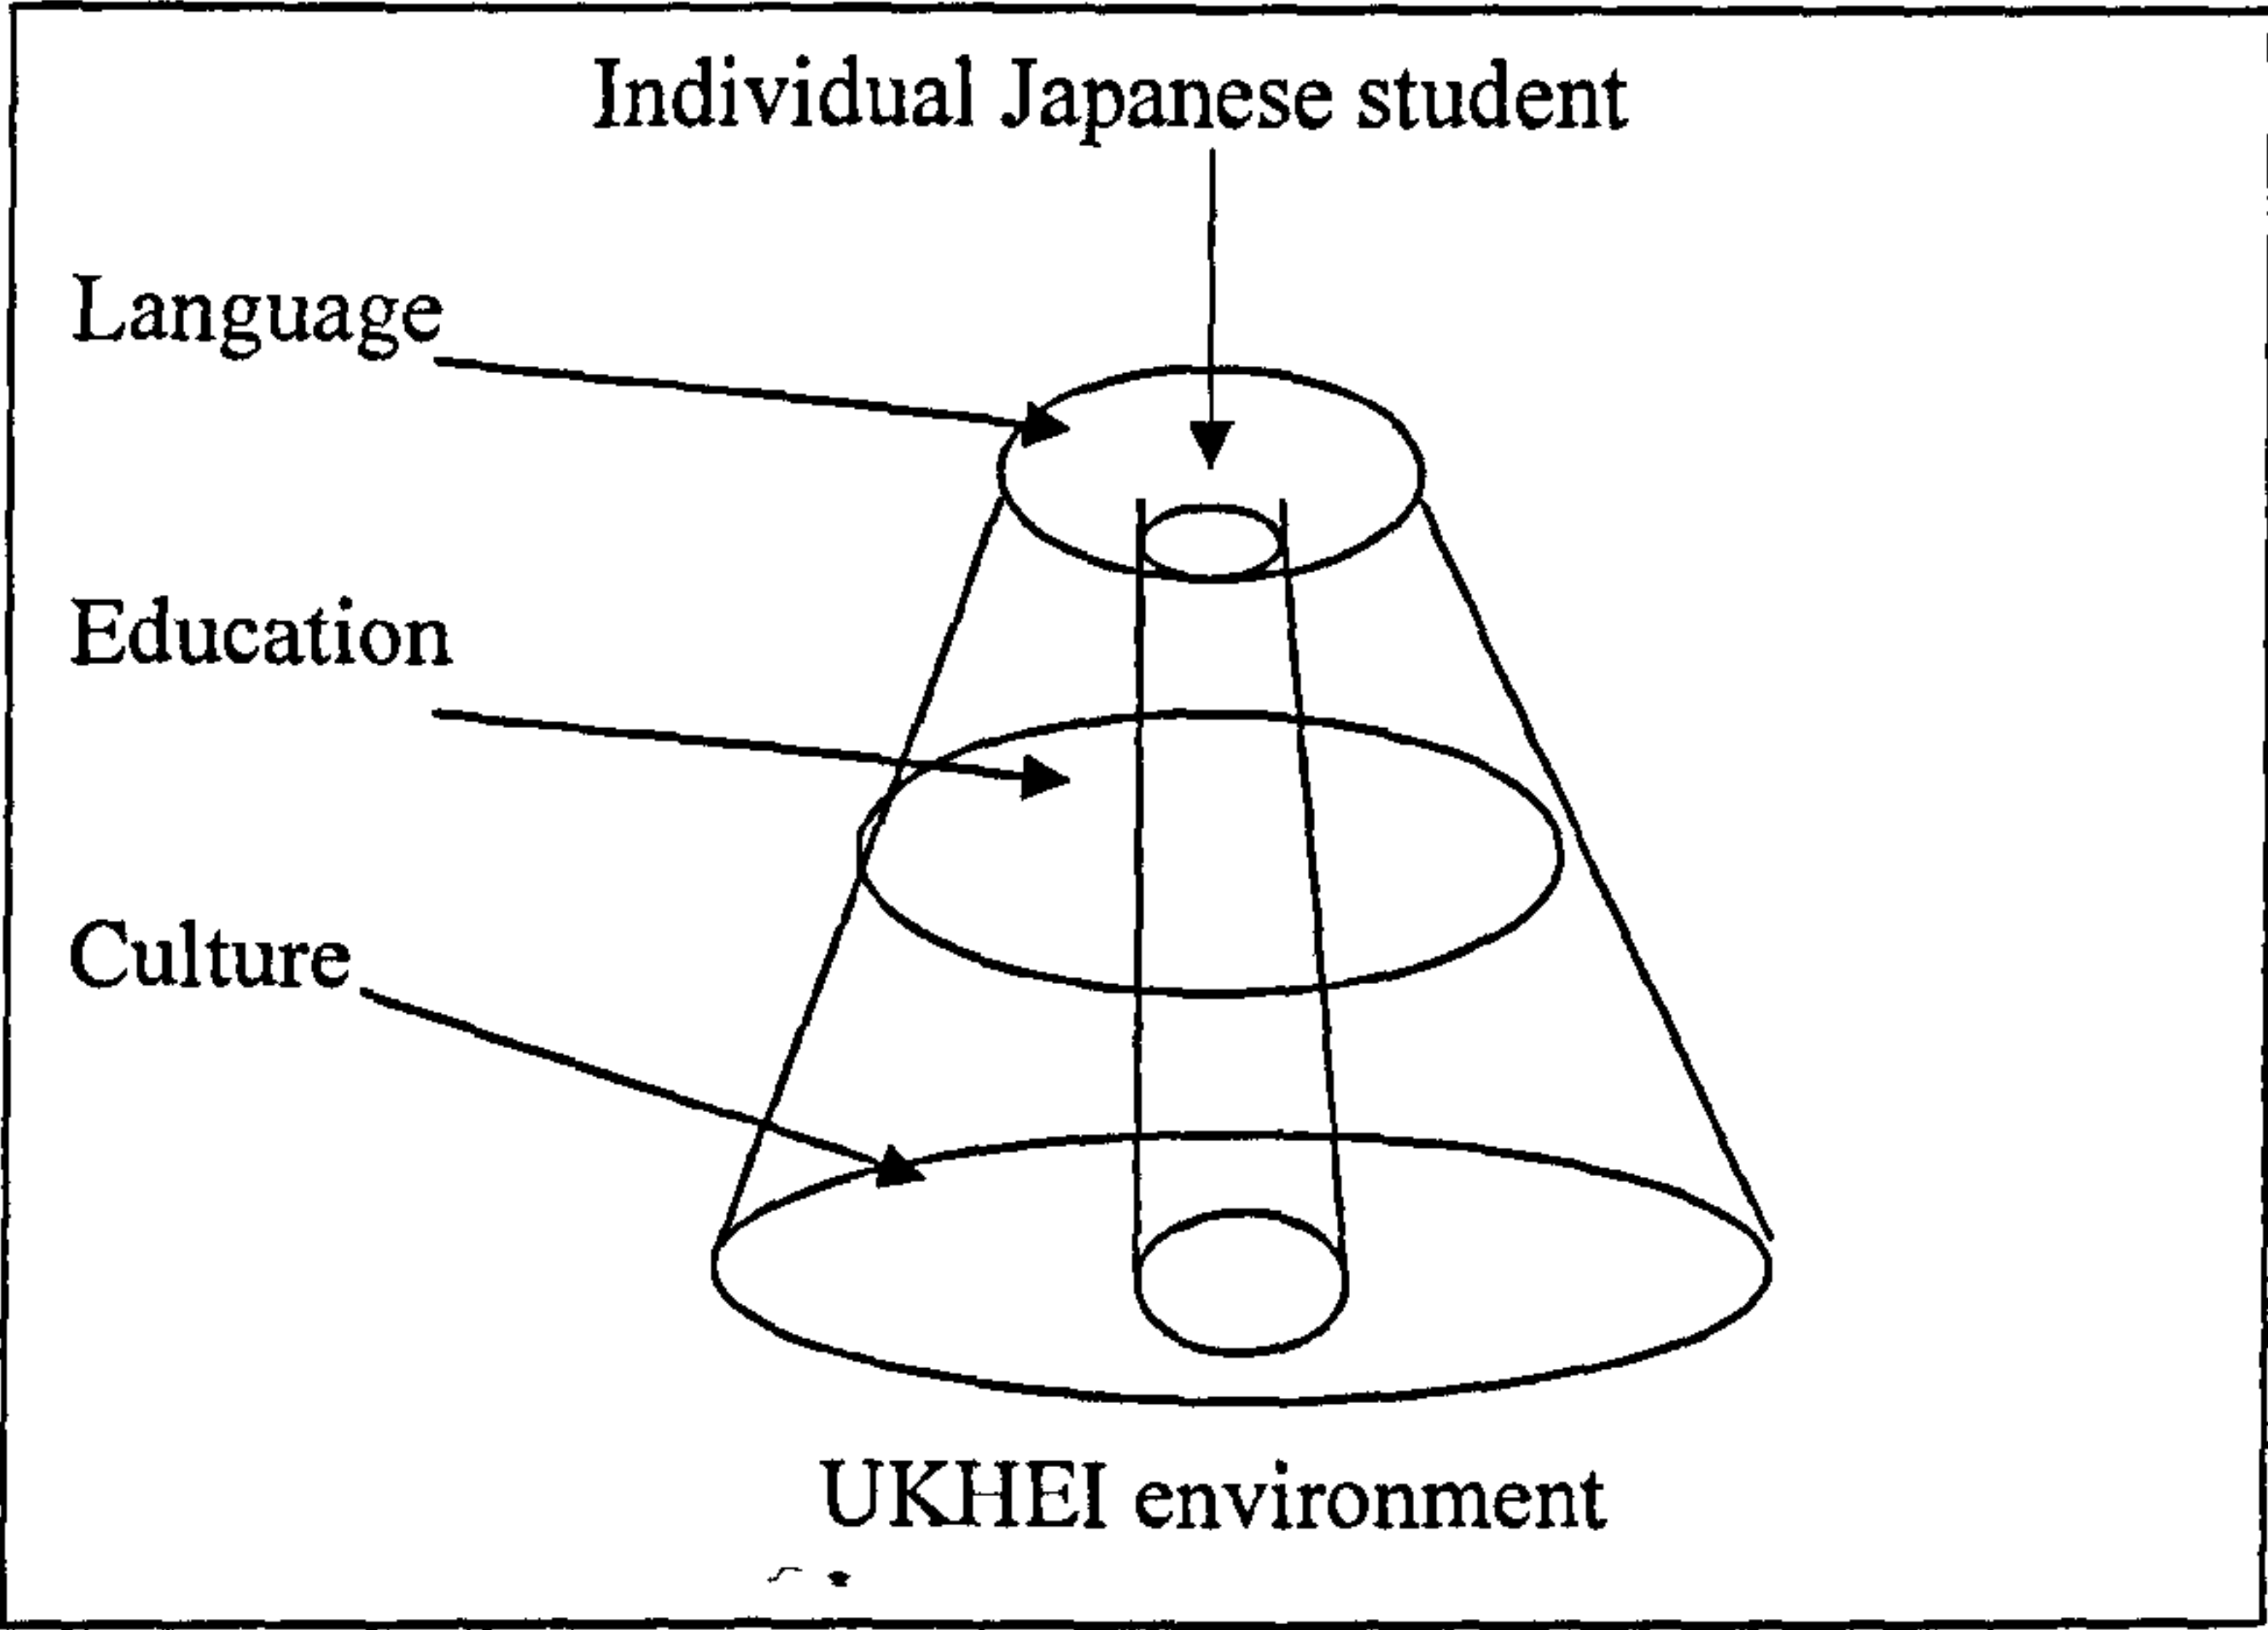 Individual Japanese student
Language
Education
Culture
UKHEI environment